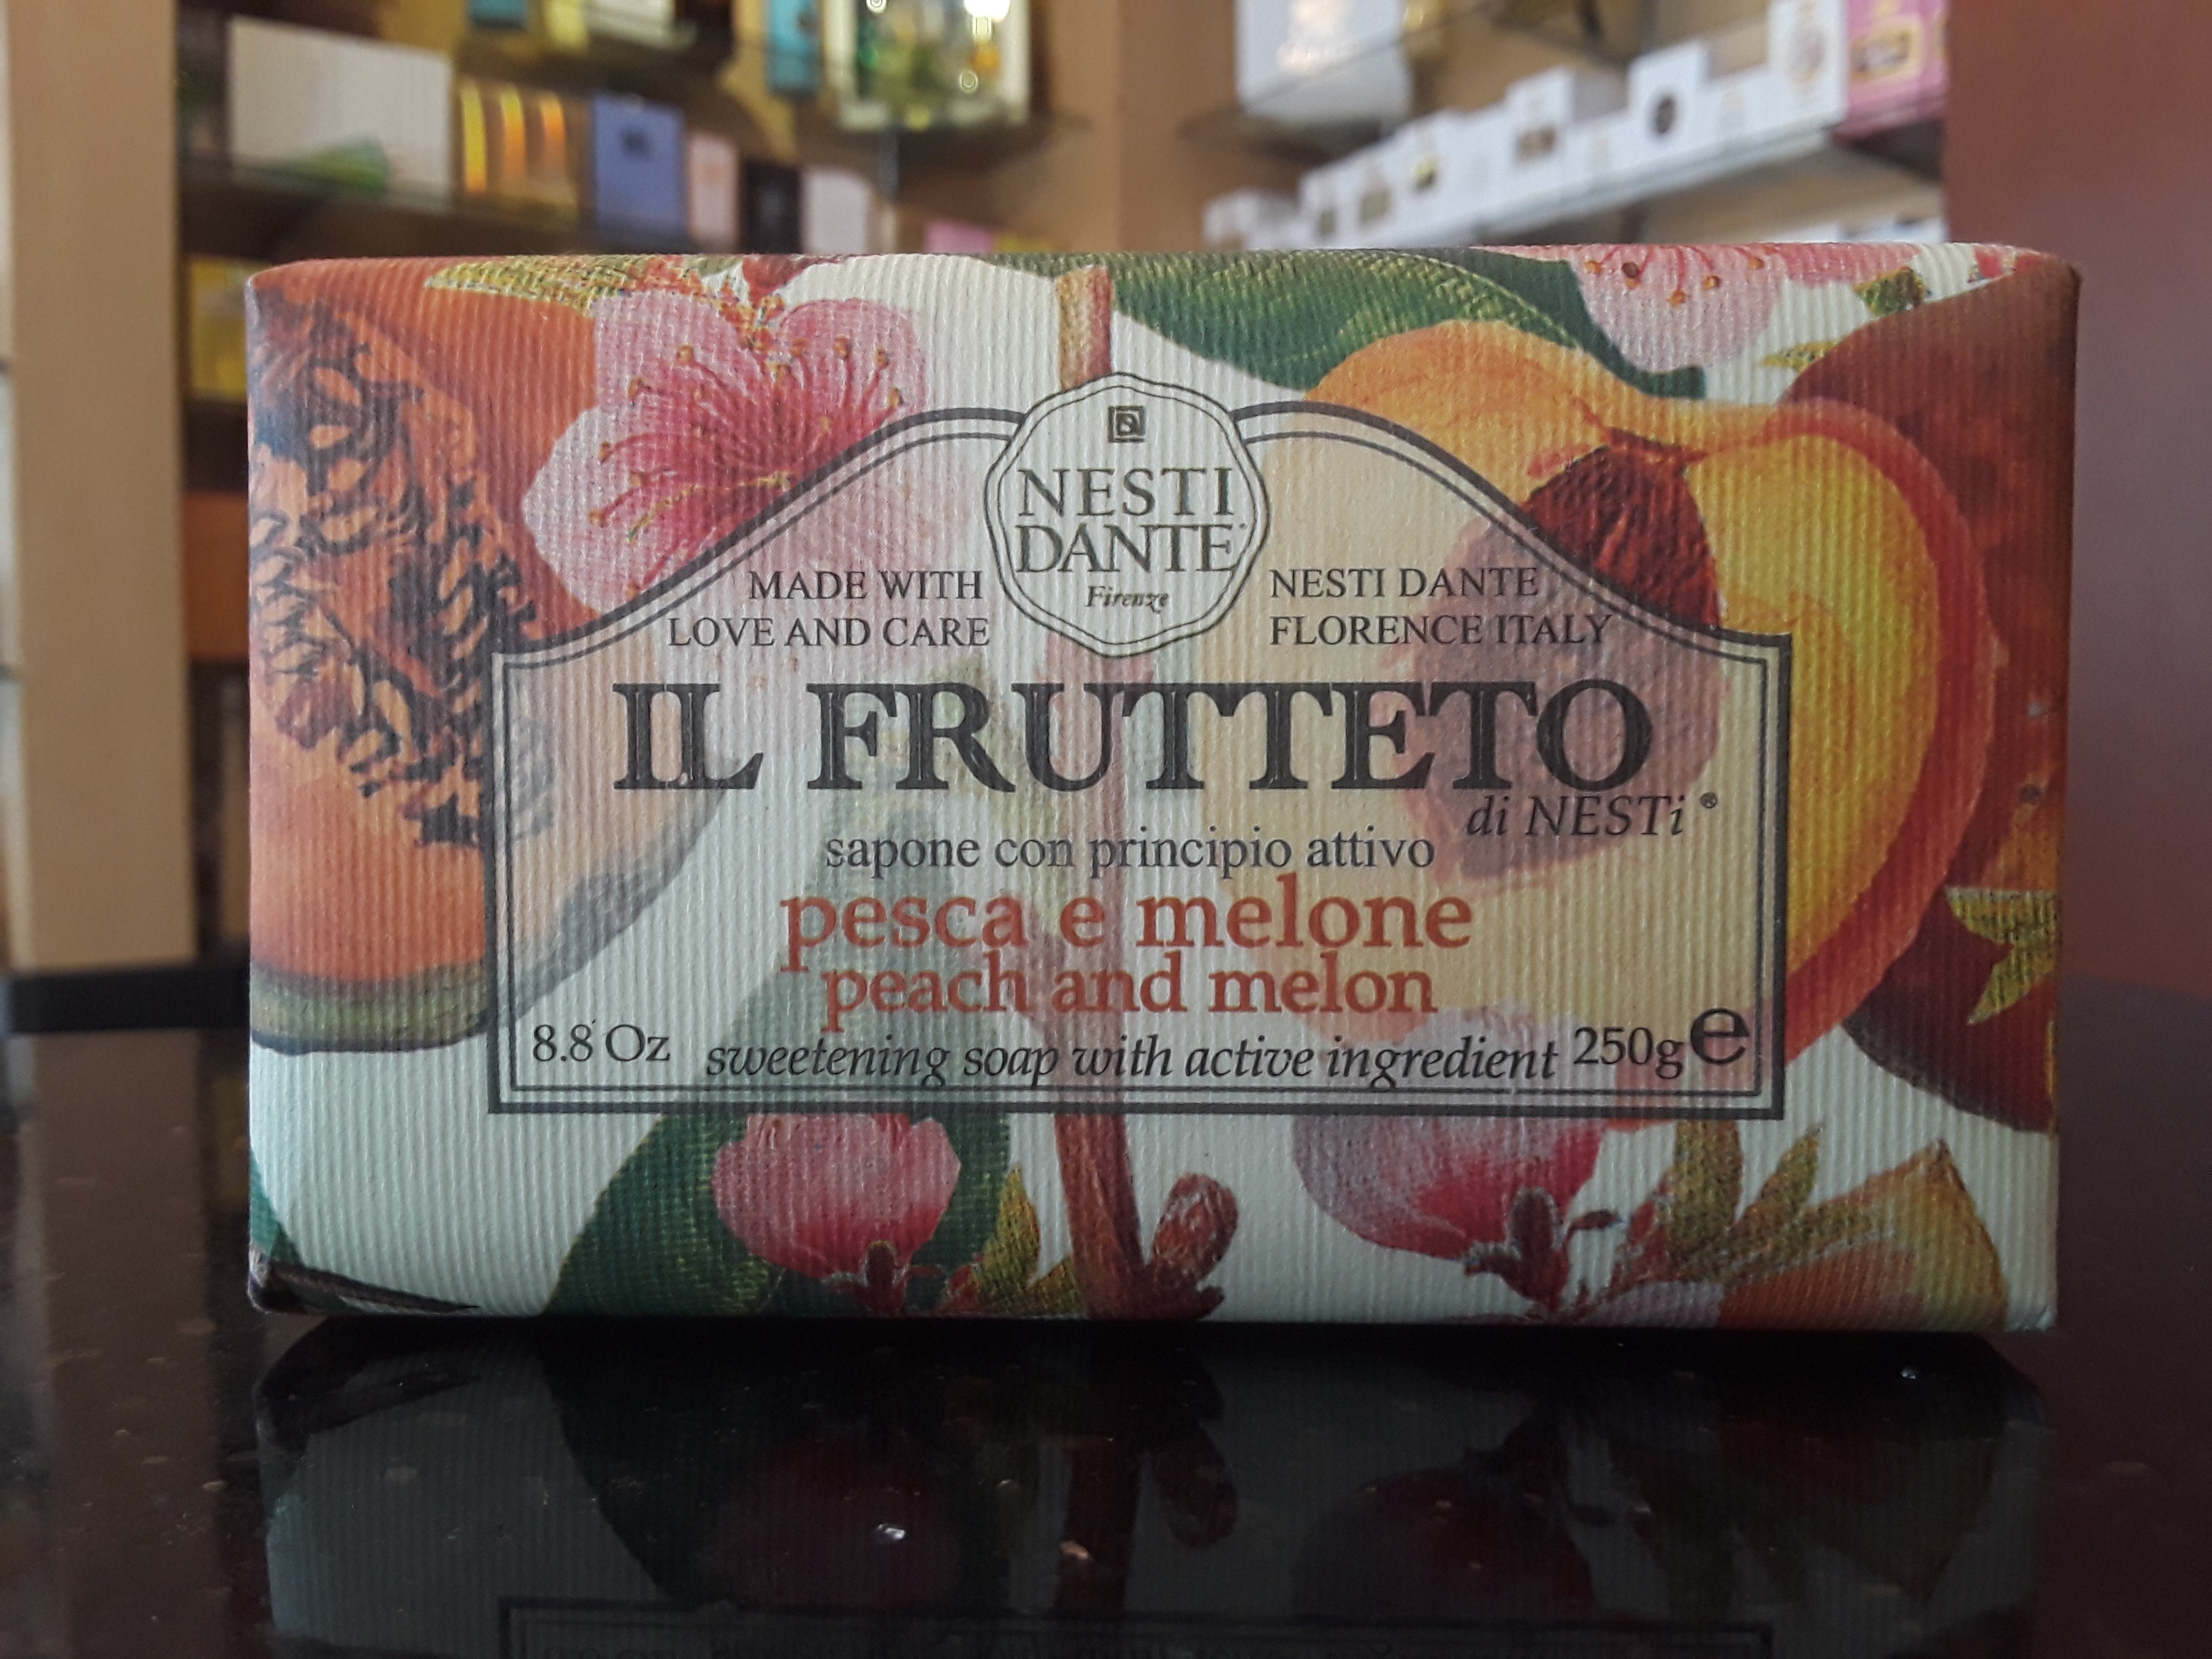 NESTI
DANTE
Firenze
MADE WITH
LOVE AND CARE
NESTI DANTE
FLORENCE ITALY
IL FRUTTETO
di NESTi®
sapone con principio attivo
pesca e melone
peach and melon
8.8 Oz sweetening soap with active ingredient 250g e